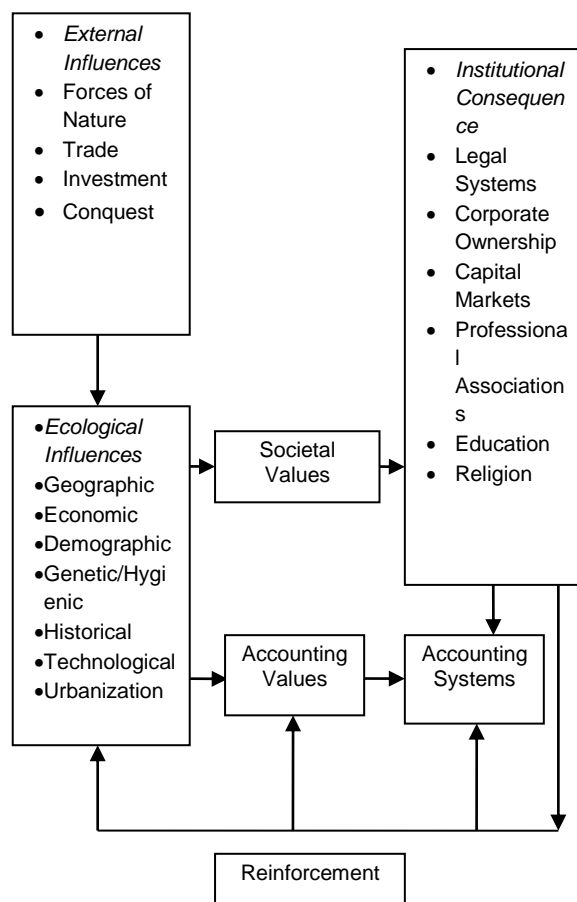 • External
Influences
• Forces of
Nature
• Trade
• Investment
• Conquest
• Institutional
Consequen
ce
• Legal
Systems
• Corporate
Ownership
• Capital
Markets
• Professiona
l
Association
s
• Education
• Religion
•Ecological
Influences
•Geographic
•Economic
•Demographic
•Genetic/Hygi
enic
•Historical
•Technological
•Urbanization
Societal
Values
Accounting
Values
Accounting
Systems
Reinforcement